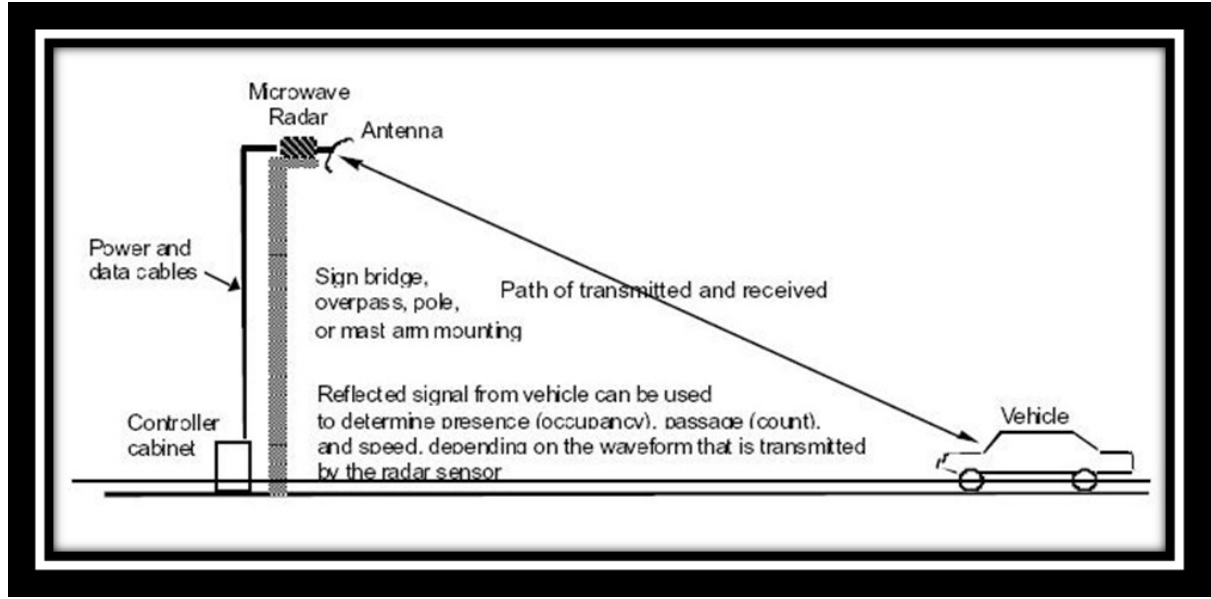 Microwave
Radar
Antenna
Power and
data cables
Sign bridge,
overpass, pole,
or mast arm mounting
Path of transmitted and received
Reflected signal from vehicle can be used
to determine presence (occupancy), passage (count),
and speed, depending on the waveform that is transmitted
by the radar sensor
Controller
cabinet
Vehicle